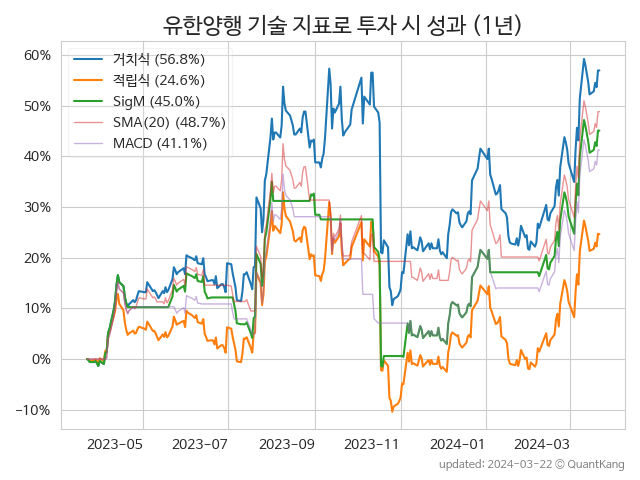 유한양행 기술 지표로 투자 시 성과 (1년)
거치식 (56.8%)
적립식 (24.6%)
SigM (45.0%)
SMA(20) (48.7%)
MACD (41.1%)
60%
50%
40%
30%
20%
10%
0%
−10%
2023-05 2023-07 2023-09 2023-11 2024-01 2024-03
updated: 2024-03-22 © QuantKang